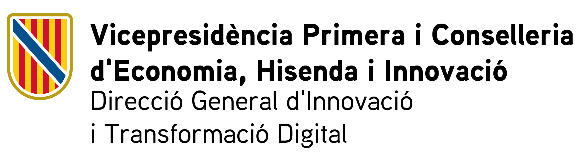 Vicepresidència Primera i Conselleria
d'Economia, Hisenda i Innovació
Direcció General d'Innovació
i Transformació Digital